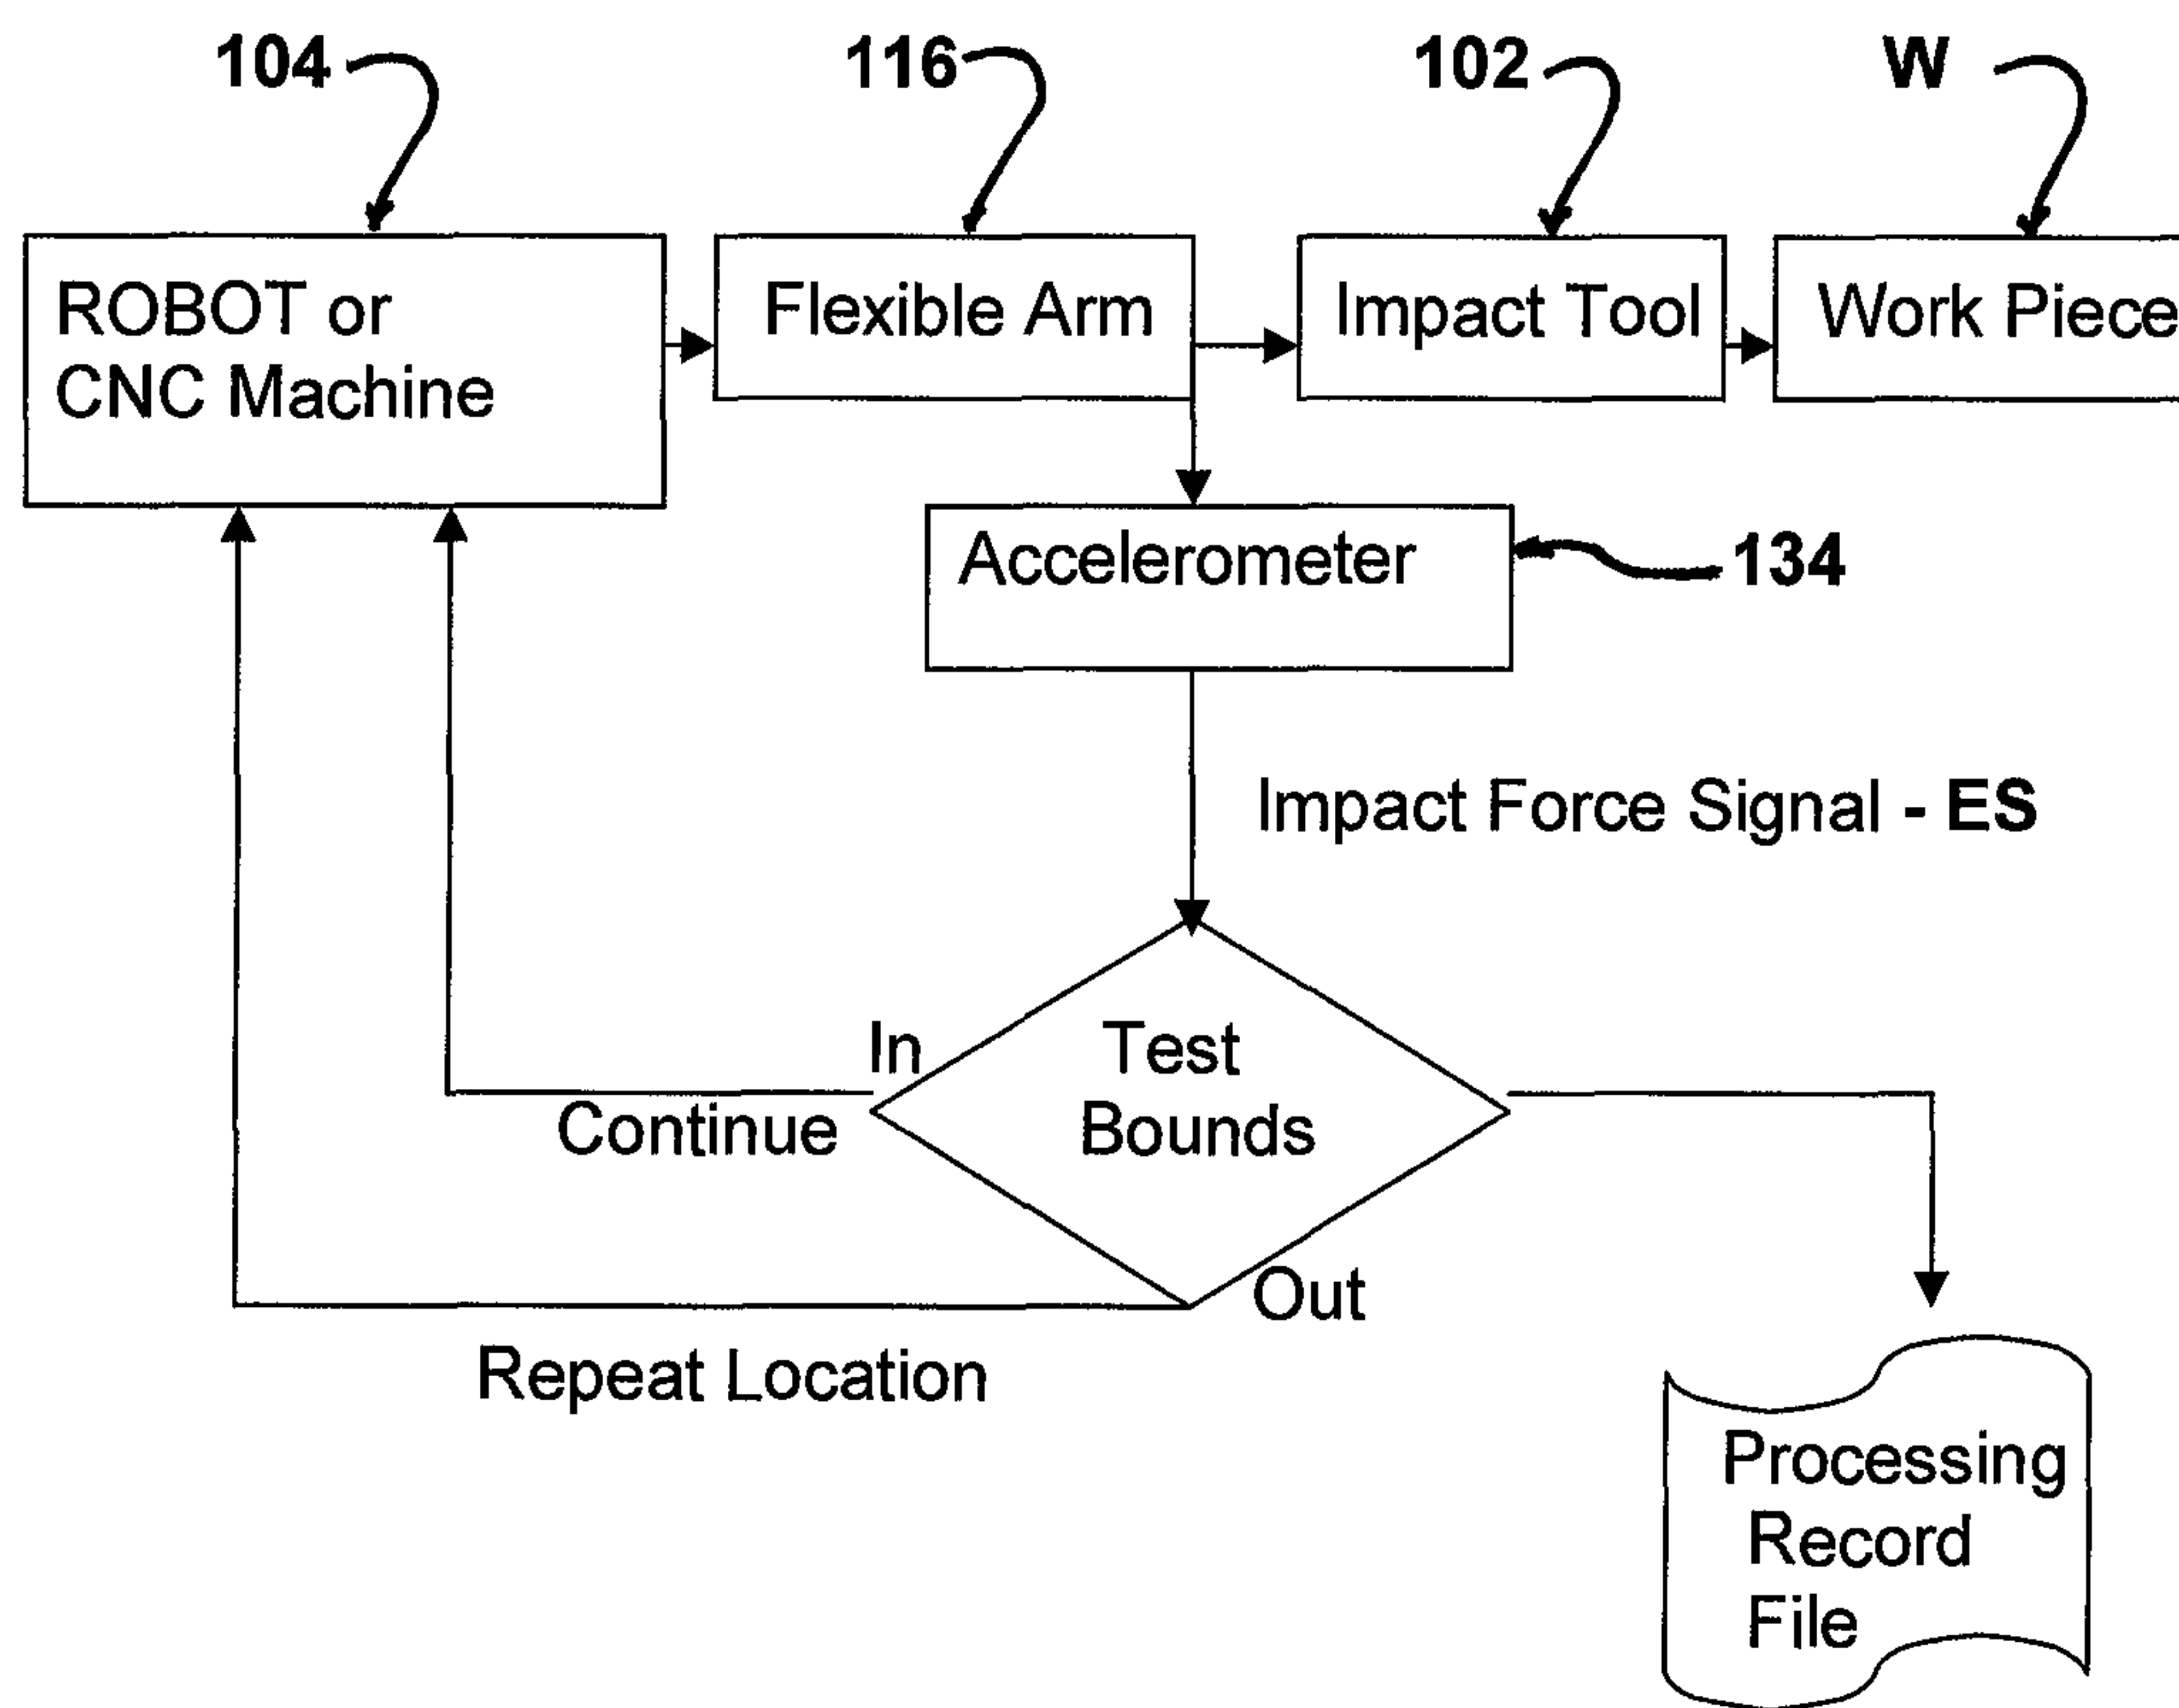 104
116
102
W
ROBOT or
CNC Machine
Flexible Arm
Impact Tool
Work Piece
Accelerometer
134
Impact Force Signal - ES
In
Continue
Test
Bounds
Out
Repeat Location
Processing
Record
File